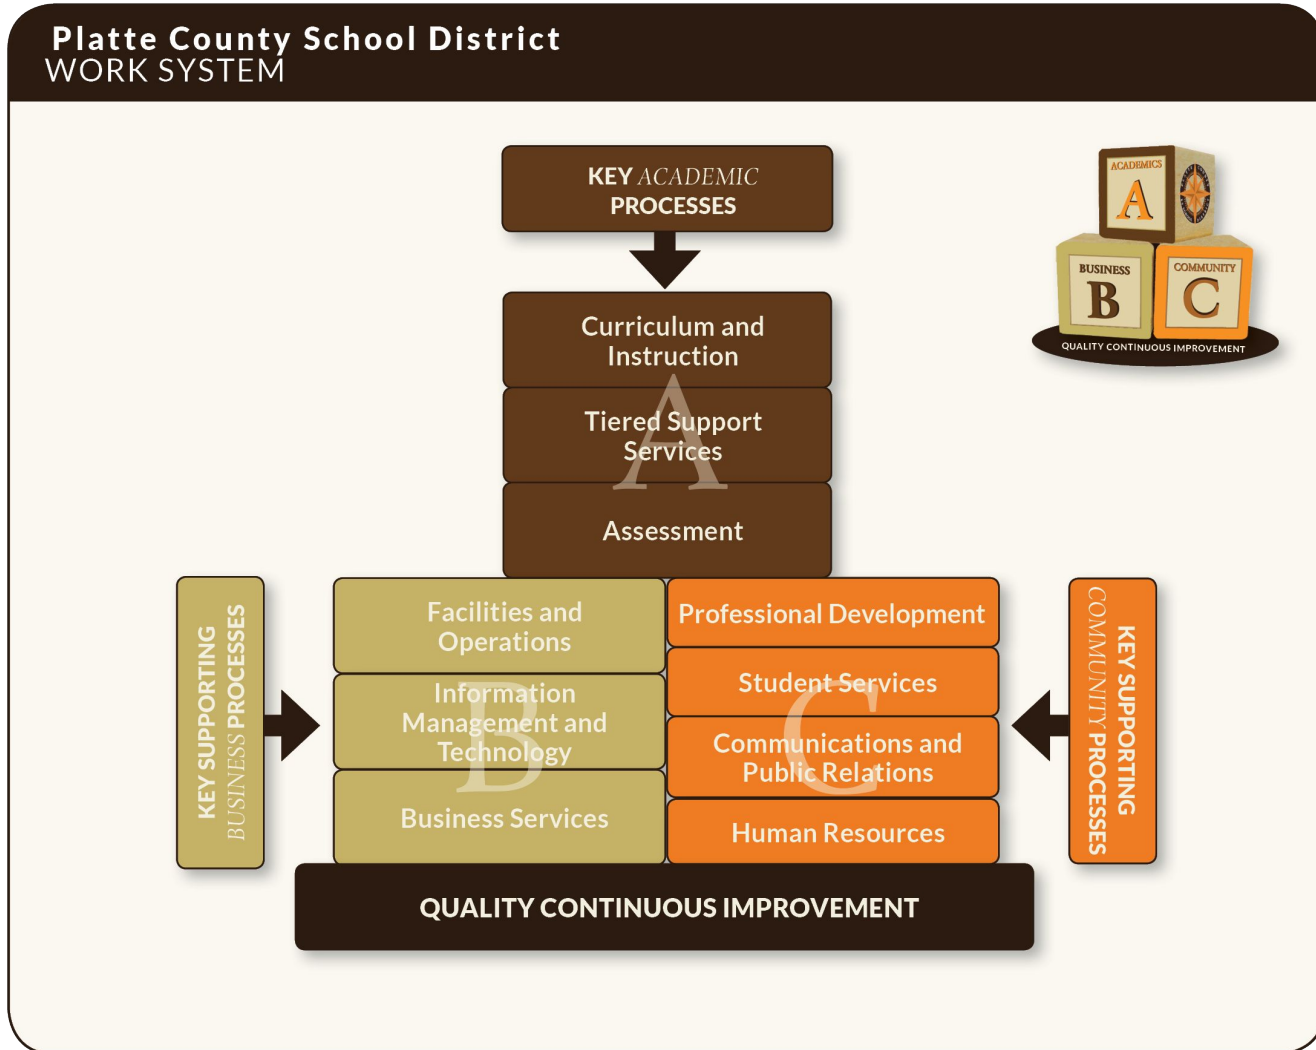 Platte County School District
WORK SYSTEM
KEY ACADEMIC
PROCESSES
ACADEMICS
A
BUSINESS
B
COMMUNITY
C
QUALITY CONTINUOUS IMPROVEMENT
Curriculum and
Instruction
Tiered Support
Services
A
Assessment
KEY SUPPORTING
BUSINESS PROCESSES
Facilities and
Operations
Information
Management and
Technology
B
Business Services
Professional Development
Student Services
Communications and
Public Relations
C
Human Resources
KEY SUPPORTING
COMMUNITY PROCESSES
QUALITY CONTINUOUS IMPROVEMENT